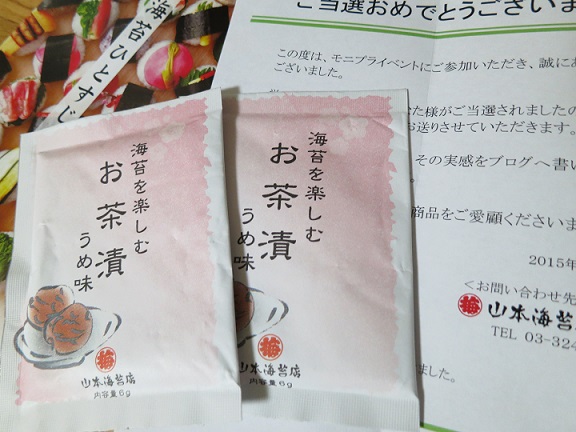 海苔ひとすじ
ご当選おめでとうございま
この度は、モニプライベントにご参加いただき、誠にあ
ございました。
様がご当選されましたの
お送りさせていただきます。
その実感をブログへ書い
商品をご愛顧くださいま
2015年
＜お問い合わせ先
梅 山本海苔店
TEL 03-324
ました。
海苔を楽しむ
お茶漬
うめ味
梅
山本海苔店
内容量6g
海苔を楽しむ
お茶漬
うめ味
梅
山本海苔店
内容量6g